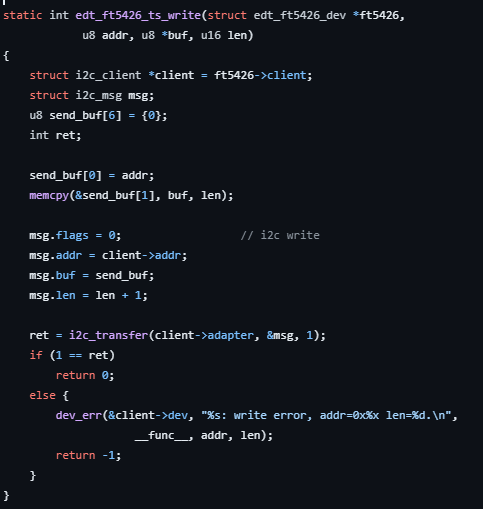 static int edt_ft5426_ts_write(struct edt_ft5426_dev *ft5426,
            u8 addr, u8 *buf, u16 len)
{
    struct i2c_client *client = ft5426->client;
    struct i2c_msg msg;
    u8 send_buf[6] = {0};
    int ret;

    send_buf[0] = addr;
    memcpy(&send_buf[1], buf, len);

    msg.flags = 0;                  // i2c write
    msg.addr = client->addr;
    msg.buf = send_buf;
    msg.len = len + 1;

    ret = i2c_transfer(client->adapter, &msg, 1);
    if (1 == ret)
        return 0;
    else {
        dev_err(&client->dev, "%s: write error, addr=0x%x len=%d.\n",
                    __func__, addr, len);
        return -1;
    }
}